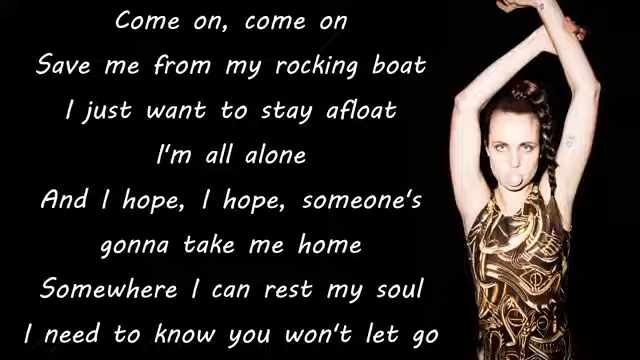 Come on, come on
Save me from my rocking boat
I just want to stay afloat
I'm all alone
And I hope, I hope, someone's
gonna take me home
Somewhere I can rest my soul
I need to know you won't let go